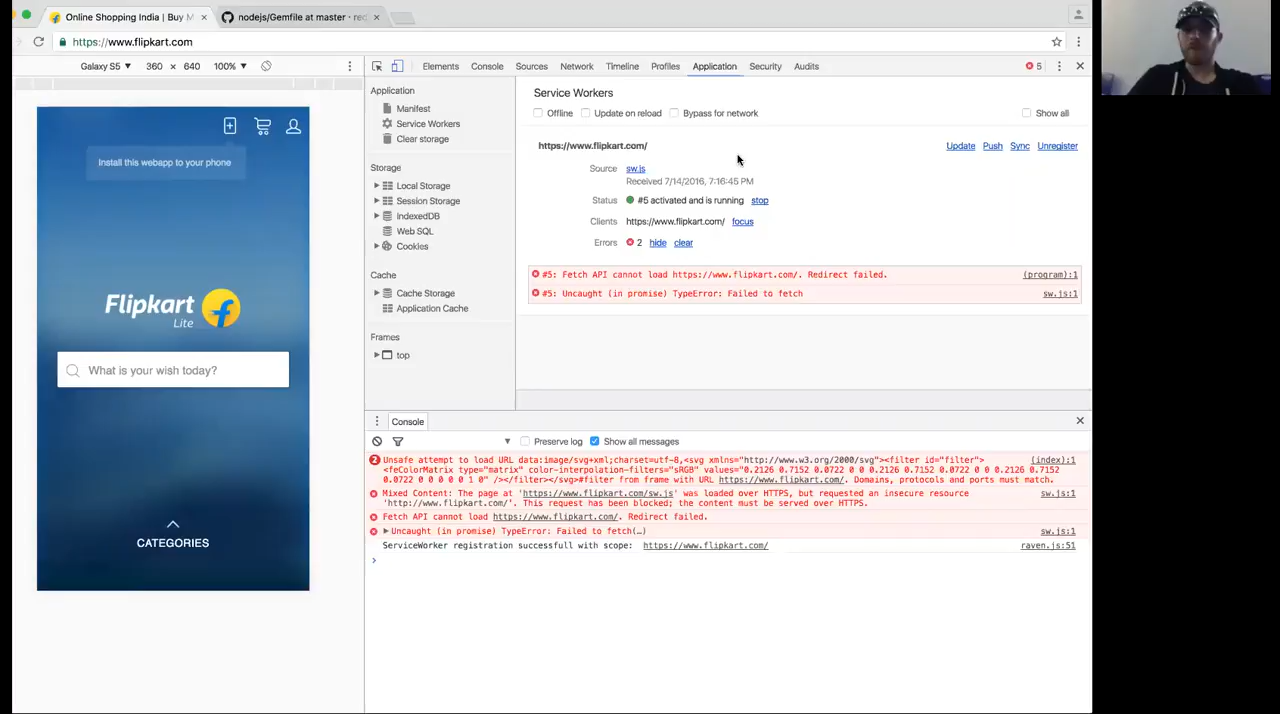 Online Shopping India | Buy M
nodejs/Gemfile at master · re
https://www.flipkart.com
Galaxy S5 ▼ 360 × 640 100% ▼
Elements Console Sources Network Timeline Profiles Application Security Audits 5
Install this webapp to your phone
Flipkart
Lite
What is your wish today?
CATEGORIES
Application
Manifest
Service Workers
Clear storage
Storage
Local Storage
Session Storage
IndexedDB
Web SQL
Cookies
Cache
Cache Storage
Application Cache
Frames
top
Service Workers
Offline Update on reload Bypass for network Show all
https://www.flipkart.com/ Update Push Sync Unregister
Source sw.js
Received 7/14/2016, 7:16:45 PM
Status #5 activated and is running stop
Clients https://www.flipkart.com/ focus
Errors 2 hide clear
#5: Fetch API cannot load https://www.flipkart.com/. Redirect failed. (program):1
#5: Uncaught (in promise) TypeError: Failed to fetch sw.js:1
Console
Preserve log Show all messages
2 Unsafe attempt to load URL data:image/svg+xml;charset=utf-8,<svg xmlns="http://www.w3.org/2000/svg"><filter id="filter"> (index):1
<feColorMatrix type="matrix" color-interpolation-filters="sRGB" values="0.2126 0.7152 0.0722 0 0 0.2126 0.7152 0.0722 0 0 0.2126 0.7152
0.0722 0 0 0 0 0 1 0" /></filter></svg>#filter from frame with URL https://www.flipkart.com/. Domains, protocols and ports must match.
Mixed Content: The page at 'https://www.flipkart.com/sw.js' was loaded over HTTPS, but requested an insecure resource sw.js:1
'http://www.flipkart.com/'. This request has been blocked; the content must be served over HTTPS.
Fetch API cannot load https://www.flipkart.com/. Redirect failed.
Uncaught (in promise) TypeError: Failed to fetch(…) sw.js:1
ServiceWorker registration successfull with scope: https://www.flipkart.com/ raven.js:51